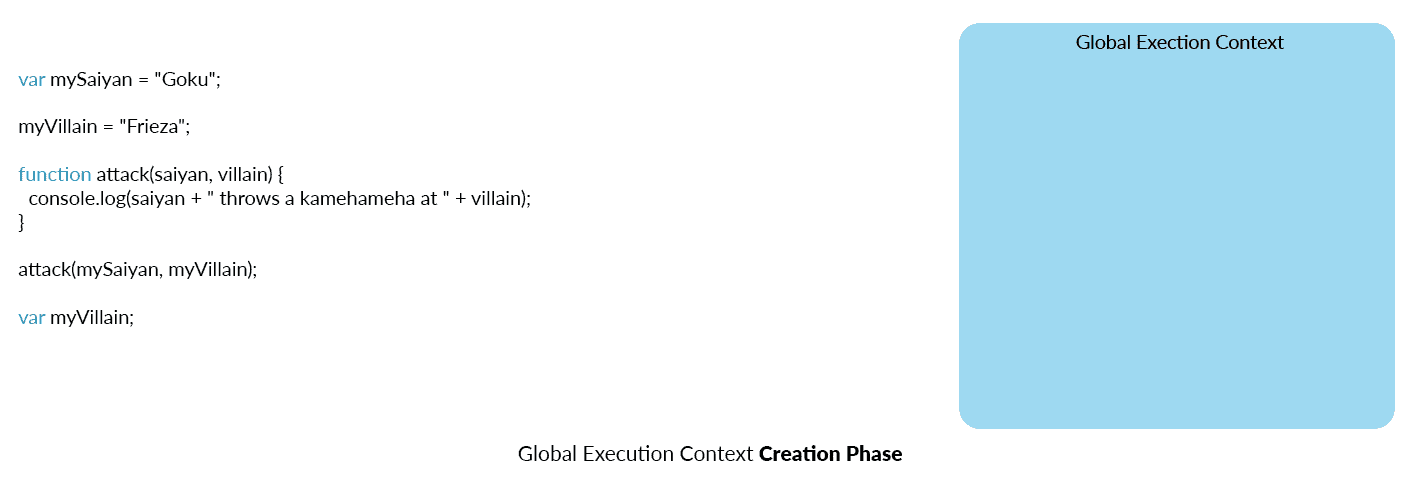 Global Exection Context
var mySaiyan = "Goku";
myVillain = "Frieza";
function attack(saiyan, villain) {
console.log(saiyan + " throws a kamehameha at " + villain);
}
attack(mySaiyan, myVillain);
var myVillain;
Global Execution Context Creation Phase